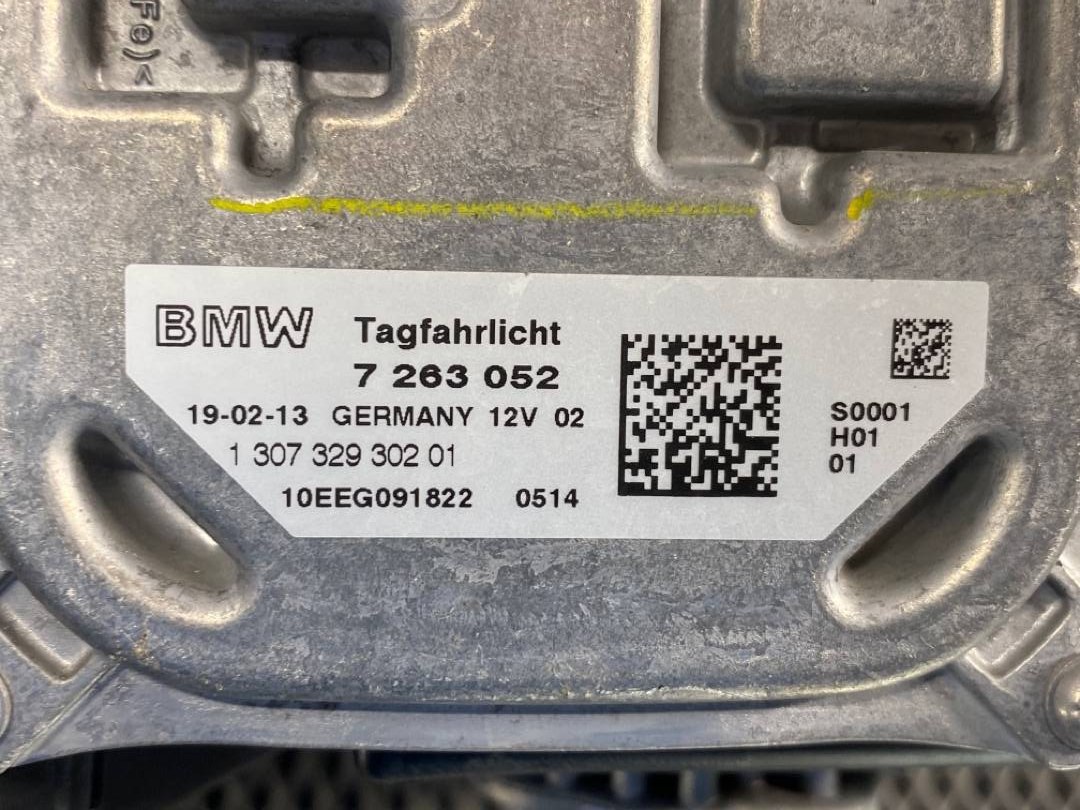 Fe)<
BMW Tagfahrlicht
7 263 052
19-02-13 GERMANY 12V 02
1 307 329 302 01
10EEG091822 0514
S0001
H01
01